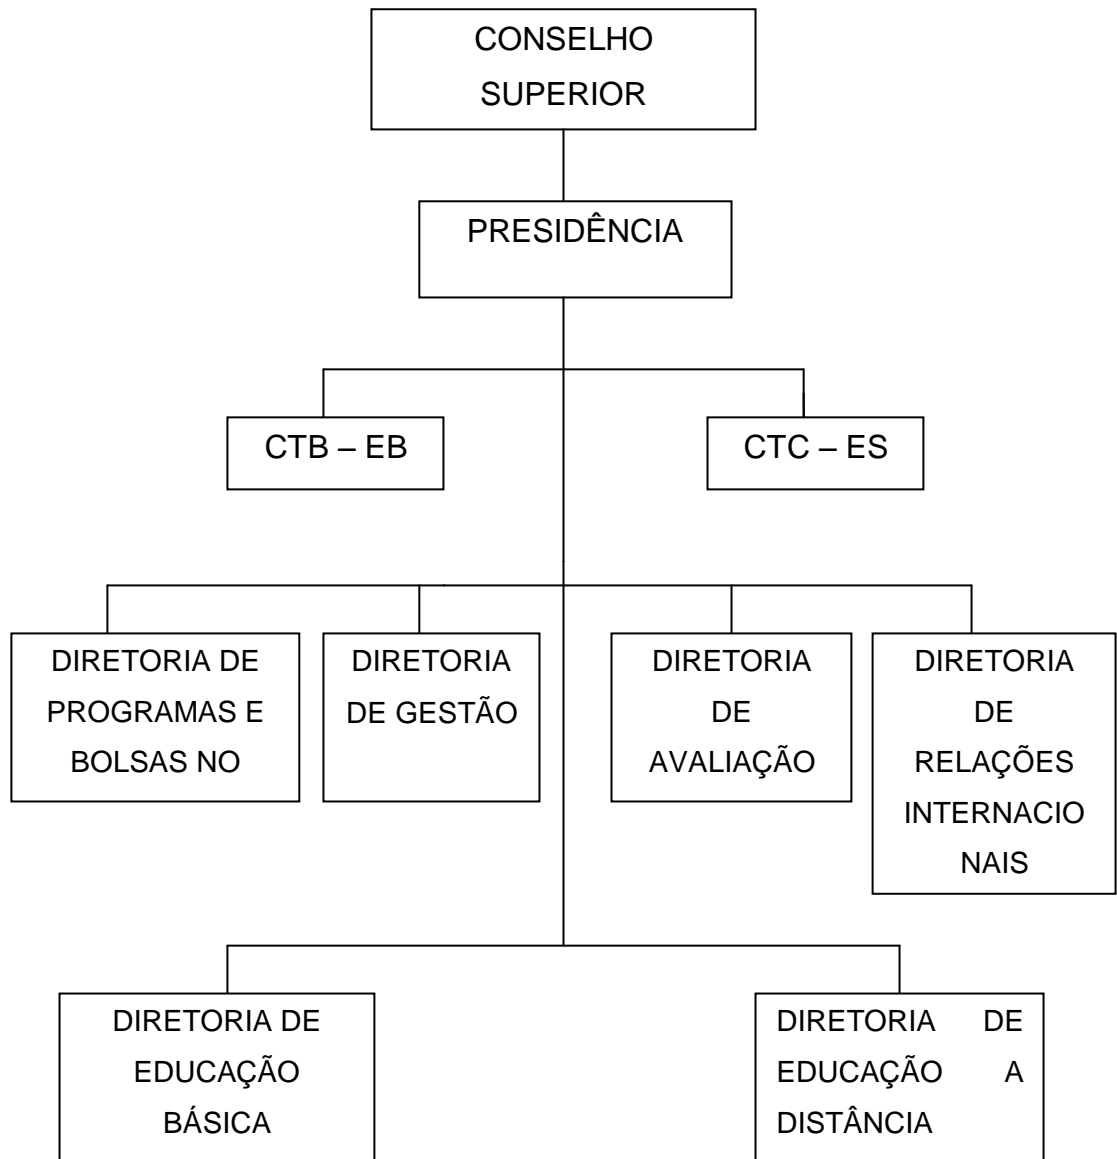 CONSELHO
SUPERIOR
PRESIDÊNCIA
CTB – EB
CTC – ES
DIRETORIA DE
PROGRAMAS E
BOLSAS NO
DIRETORIA
DE GESTÃO
DIRETORIA
DE
AVALIAÇÃO
DIRETORIA
DE
RELAÇÕES
INTERNACIO
NAIS
DIRETORIA DE
EDUCAÇÃO
BÁSICA
DIRETORIA DE
EDUCAÇÃO A
DISTÂNCIA